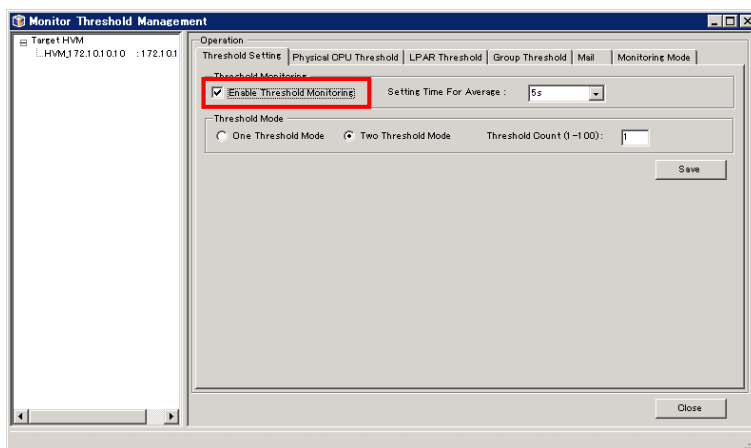 Monitor Threshold Management
Target HVM
HVM_172.10.10.10 :172.10.1
Operation
Threshold Setting Physical CPU Threshold LPAR Threshold Group Threshold Mail Monitoring Mode
Threshold Monitoring
Enable Threshold Monitoring Setting Time For Average : 5s
Threshold Mode
One Threshold Mode Two Threshold Mode Threshold Count (1-100): 1
Save
Close